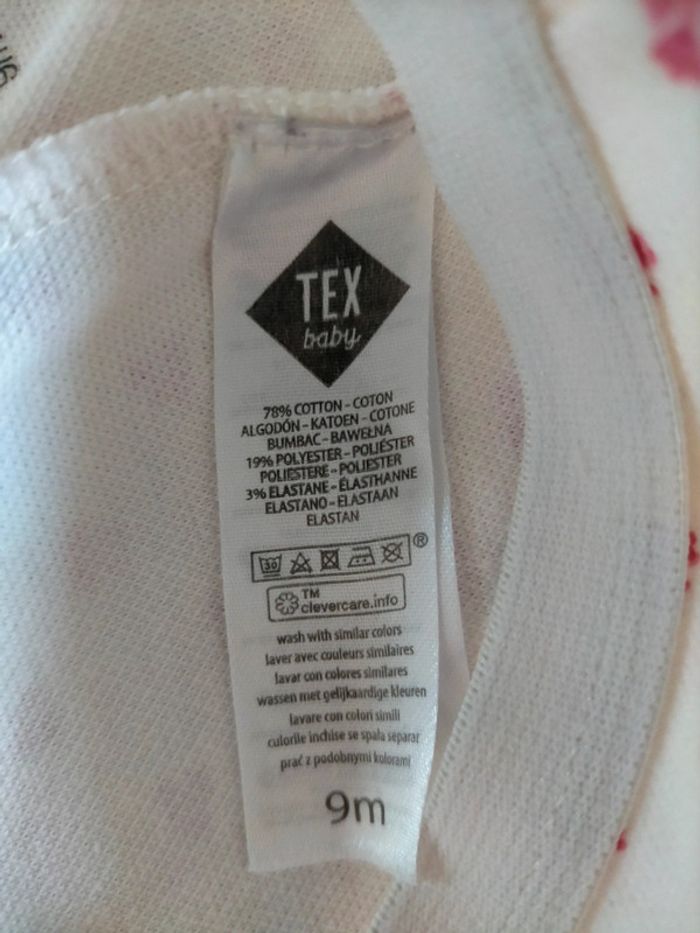 TEX
baby
78% COTTON - COTON
ALGODÓN - KATOEN - COTONE
BUMBAC - BAWEŁNA
19% POLYESTER - POLIÉSTER
POLIESTERE - POLIESTER
3% ELASTANE - ÉLASTHANNE
ELASTANO - ELASTAAN
ELASTAN
30 ®
TM
clevercare.info
wash with similar colors
laver avec couleurs similaires
lavar con colores similares
wassen met gelijkaardige kleuren
lavare con colori simili
culorile inchise se spala separat
prać z podobnymi kolorami
9m